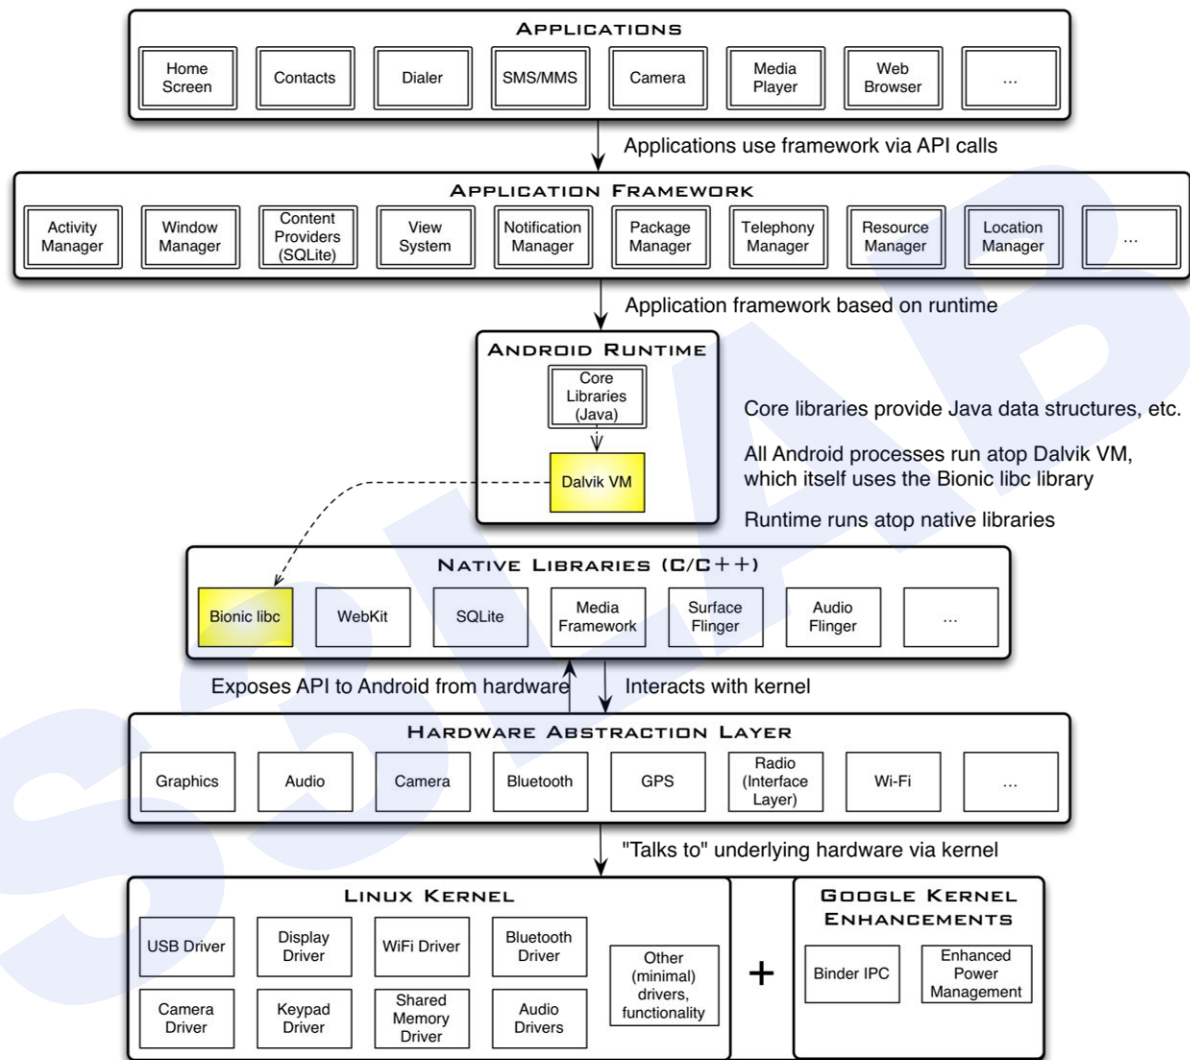 APPLICATIONS
Home
Screen
Contacts
Dialer
SMS/MMS
Camera
Media
Player
Web
Browser
...
Applications use framework via API calls
APPLICATION FRAMEWORK
Activity
Manager
Window
Manager
Content
Providers
(SQLite)
View
System
Notification
Manager
Package
Manager
Telephony
Manager
Resource
Manager
Location
Manager
...
Application framework based on runtime
ANDROID RUNTIME
Core
Libraries
(Java)
Dalvik VM
Core libraries provide Java data structures, etc.
All Android processes run atop Dalvik VM,
which itself uses the Bionic libc library
Runtime runs atop native libraries
NATIVE LIBRARIES (C/C++)
Bionic libc
WebKit
SQLite
Media
Framework
Surface
Flinger
Audio
Flinger
...
Exposes API to Android from hardware
Interacts with kernel
HARDWARE ABSTRACTION LAYER
Graphics
Audio
Camera
Bluetooth
GPS
Radio
(Interface
Layer)
Wi-Fi
...
"Talks to" underlying hardware via kernel
LINUX KERNEL
USB Driver
Display
Driver
WiFi Driver
Bluetooth
Driver
Camera
Driver
Keypad
Driver
Shared
Memory
Driver
Audio
Drivers
Other
(minimal)
drivers,
functionality
+
GOOGLE KERNEL
ENHANCEMENTS
Binder IPC
Enhanced
Power
Management
S3LAB